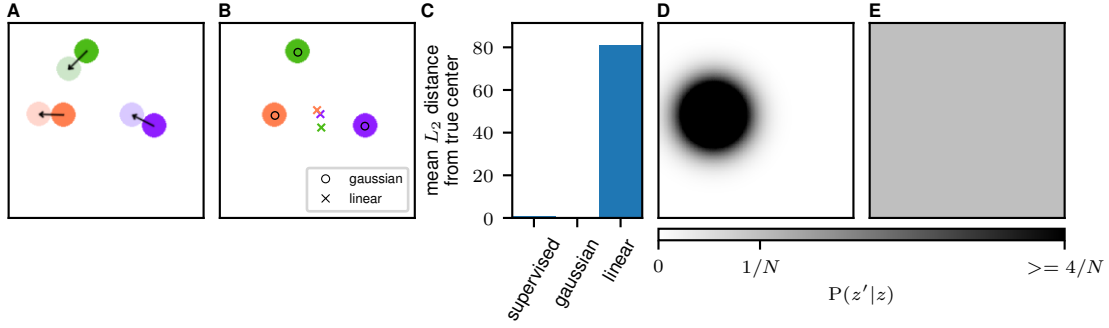 A
B
C
D
E
gaussian
linear
mean L₂ distance
from true center
80
60
40
20
0
supervised
gaussian
linear
0
1/N
>= 4/N
P(z′|z)